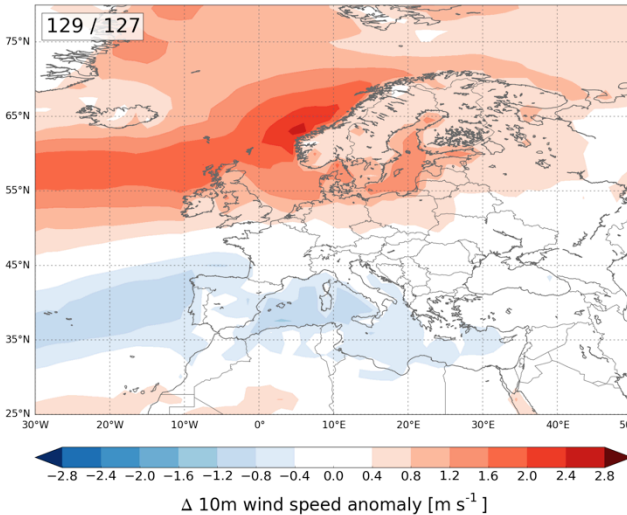 129 / 127
75°N
65°N
55°N
45°N
35°N
25°N
30°W 20°W 10°W 0° 10°E 20°E 30°E 40°E 50
−2.8 −2.4 −2.0 −1.6 −1.2 −0.8 −0.4 0.0 0.4 0.8 1.2 1.6 2.0 2.4 2.8
Δ 10m wind speed anomaly [m s⁻¹ ]